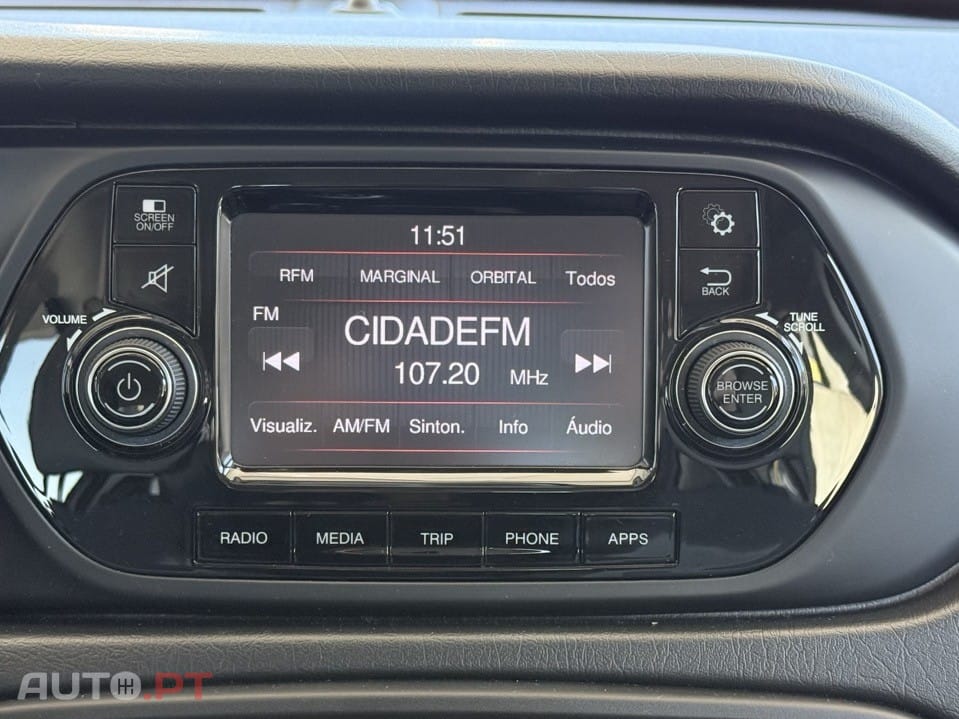 SCREEN
ON/OFF
VOLUME
11:51
RFM MARGINAL ORBITAL Todos
FM
CIDADEFM
107.20 MHz
Visualiz. AM/FM Sinton. Info Áudio
BACK
TUNE
SCROLL
BROWSE
ENTER
RADIO MEDIA TRIP PHONE APPS
AUTO.PT